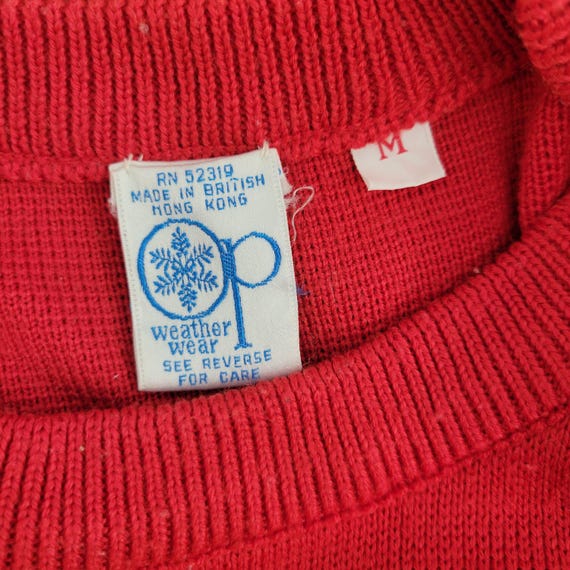 RN 52319
MADE IN BRITISH
HONG KONG
Op
weather
wear
SEE REVERSE
FOR CARE
M